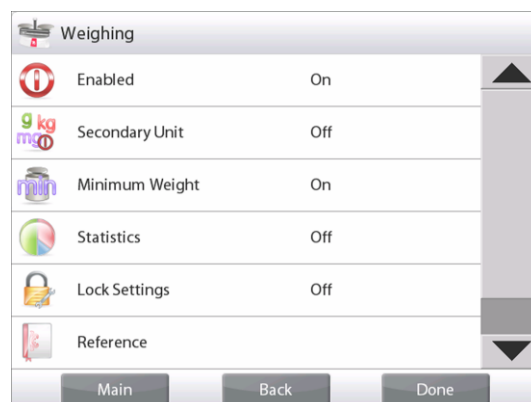 Weighing
Enabled On
g kg
mg
Secondary Unit Off
min
Minimum Weight On
Statistics Off
Lock Settings Off
Reference
Main Back Done